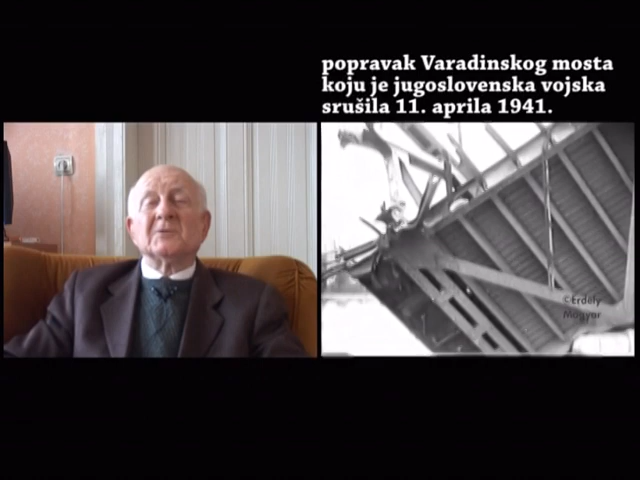 popravak Varadinskog mosta
koju je jugoslovenska vojska
srušila 11. aprila 1941.
©Erdély
Magyar